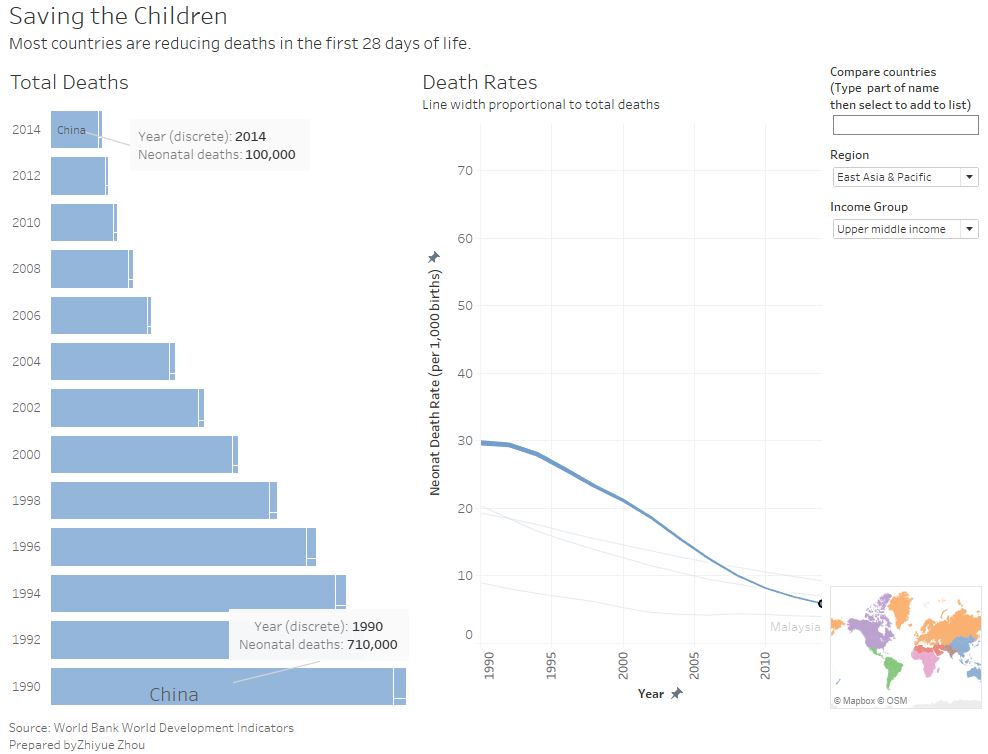 Saving the Children
Most countries are reducing deaths in the first 28 days of life.
Total Deaths
2014
China
Year (discrete): 2014
Neonatal deaths: 100,000
2012
2010
2008
2006
2004
2002
2000
1998
1996
1994
1992
Year (discrete): 1990
Neonatal deaths: 710,000
1990
China
Death Rates
Line width proportional to total deaths
Neonat Death Rate (per 1,000 births)
70
60
50
40
30
20
10
0
Malaysia
1990
1995
2000
2005
2010
Year
Compare countries
(Type part of name
then select to add to list)
Region
East Asia & Pacific
Income Group
Upper middle income
© Mapbox © OSM
Source: World Bank World Development Indicators
Prepared byZhiyue Zhou